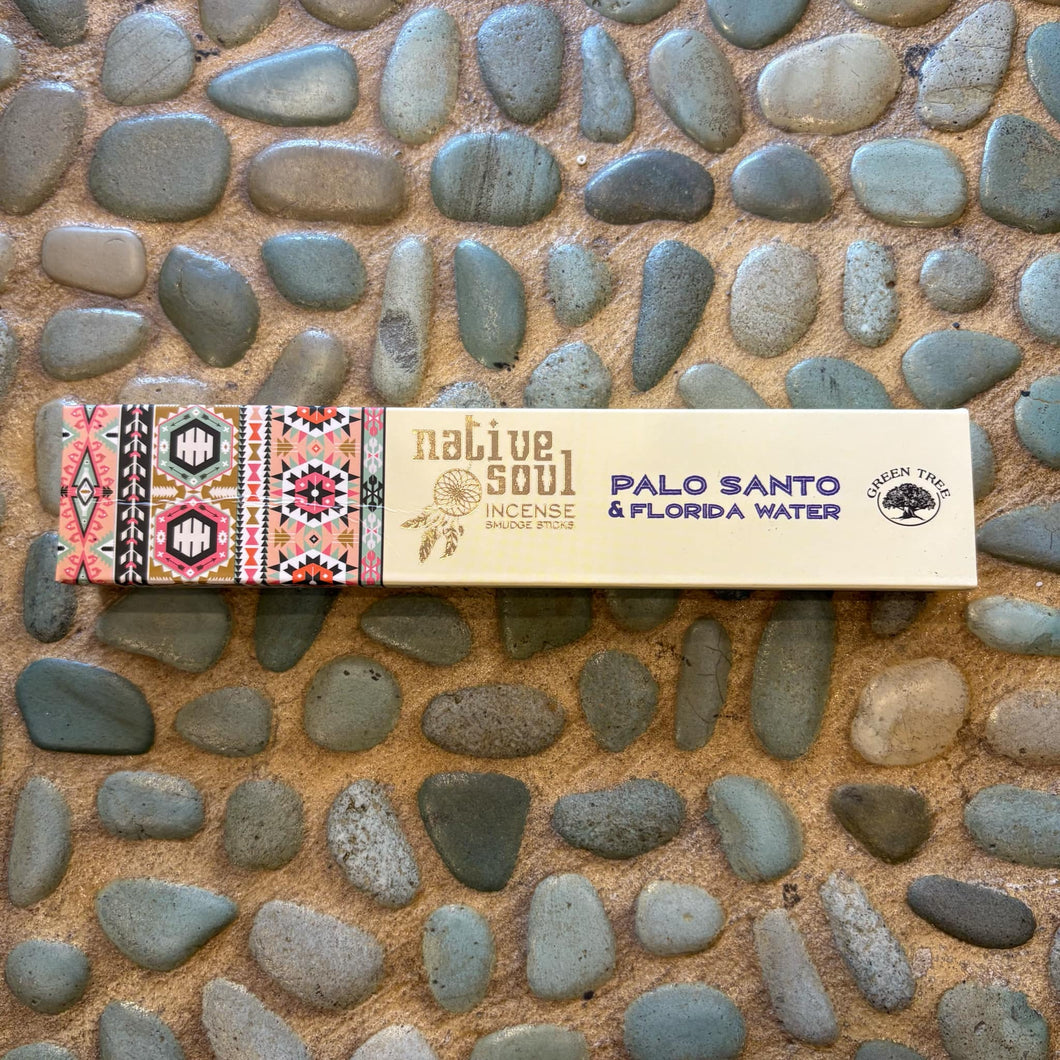 native
soul
INCENSE
SMUDGE STICKS
PALO SANTO
& FLORIDA WATER
GREEN TREE